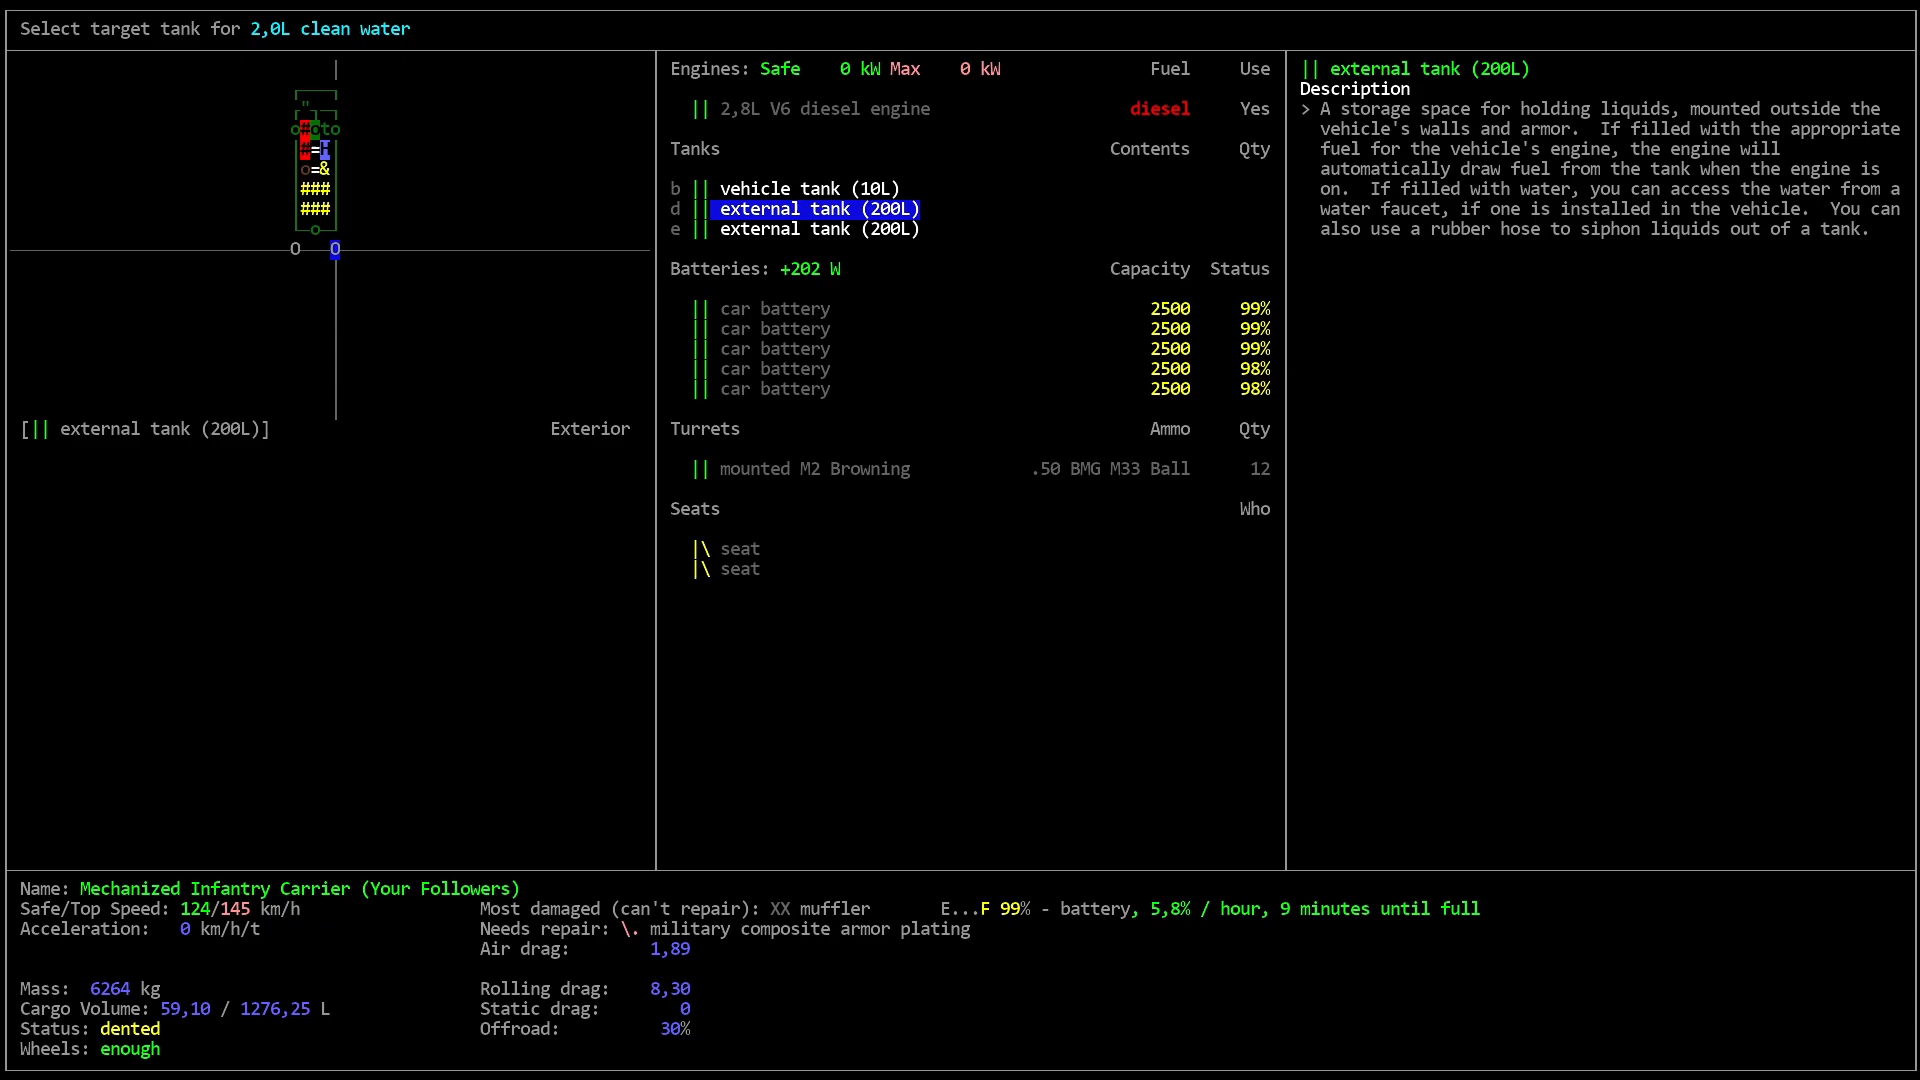 Select target tank for 2,0L clean water
Engines: Safe 0 kW Max 0 kW Fuel Use
|| 2,8L V6 diesel engine diesel Yes
Tanks Contents Qty
b || vehicle tank (10L)
d || external tank (200L)
e || external tank (200L)
Batteries: +202 W Capacity Status
|| car battery 2500 99%
|| car battery 2500 99%
|| car battery 2500 99%
|| car battery 2500 98%
|| car battery 2500 98%
Turrets Ammo Qty
|| mounted M2 Browning .50 BMG M33 Ball 12
Seats Who
|\ seat
|\ seat
|| external tank (200L)
Description
> A storage space for holding liquids, mounted outside the
vehicle's walls and armor. If filled with the appropriate
fuel for the vehicle's engine, the engine will
automatically draw fuel from the tank when the engine is
on. If filled with water, you can access the water from a
water faucet, if one is installed in the vehicle. You can
also use a rubber hose to siphon liquids out of a tank.
"
o#oto
#=H
o=&
###
###
o
O O
[|| external tank (200L)] Exterior
Name: Mechanized Infantry Carrier (Your Followers)
Safe/Top Speed: 124/145 km/h
Acceleration: 0 km/h/t
Mass: 6264 kg
Cargo Volume: 59,10 / 1276,25 L
Status: dented
Wheels: enough
Most damaged (can't repair): XX muffler
Needs repair: \. military composite armor plating
Air drag: 1,89
Rolling drag: 8,30
Static drag: 0
Offroad: 30%
E...F 99% - battery, 5,8% / hour, 9 minutes until full